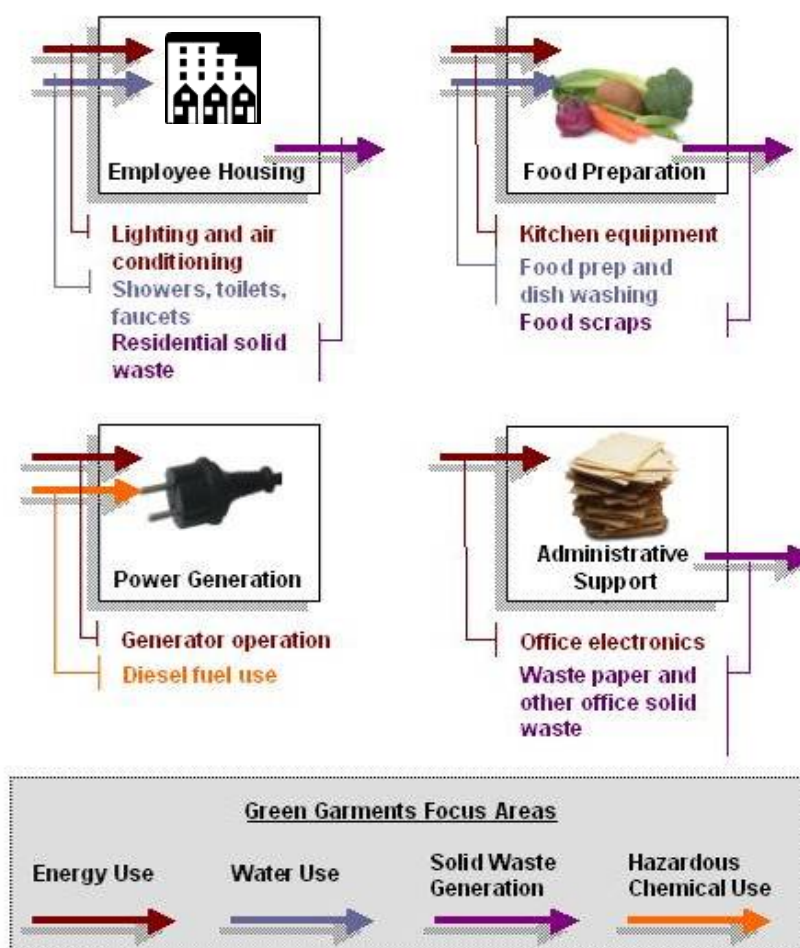 Employee Housing
Lighting and air
conditioning
Showers, toilets,
faucets
Residential solid
waste
Food Preparation
Kitchen equipment
Food prep and
dish washing
Food scraps
Power Generation
Generator operation
Diesel fuel use
Administrative
Support
Office electronics
Waste paper and
other office solid
waste
Green Garments Focus Areas
Energy Use
Water Use
Solid Waste
Generation
Hazardous
Chemical Use